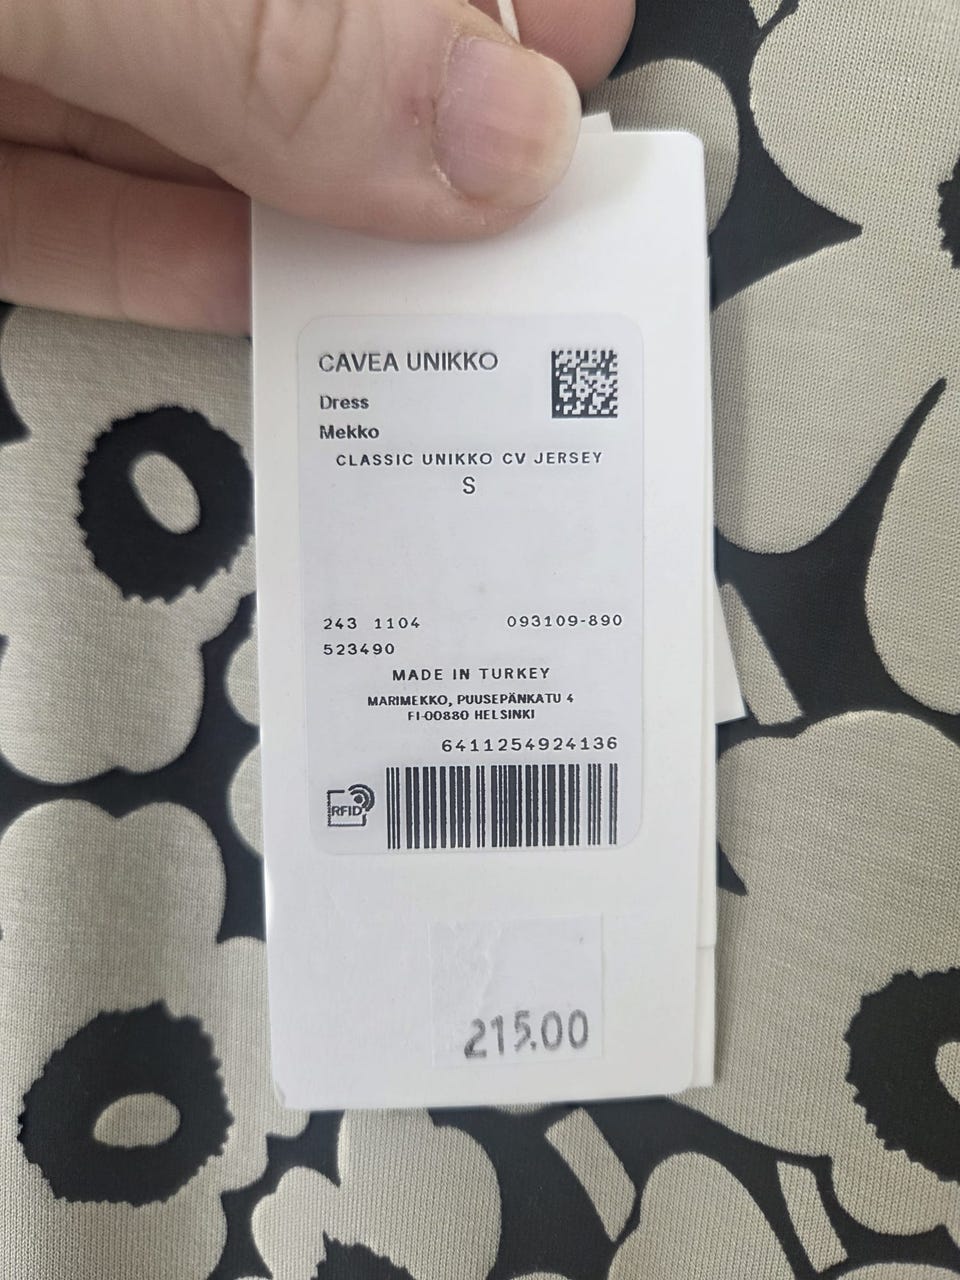 CAVEA UNIKKO
Dress
Mekko
CLASSIC UNIKKO CV JERSEY
S
243 1104 093109-890
523490
MADE IN TURKEY
MARIMEKKO, PUUSEPÄNKATU 4
FI-00880 HELSINKI
6411254924136
RFID
215.00